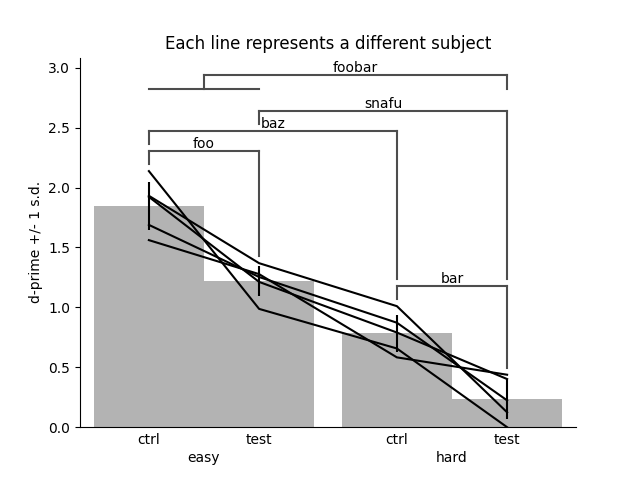 Each line represents a different subject
3.0
foobar
snafu
2.5
baz
foo
2.0
1.5
bar
1.0
0.5
0.0
d-prime +/- 1 s.d.
ctrl test ctrl test
easy hard